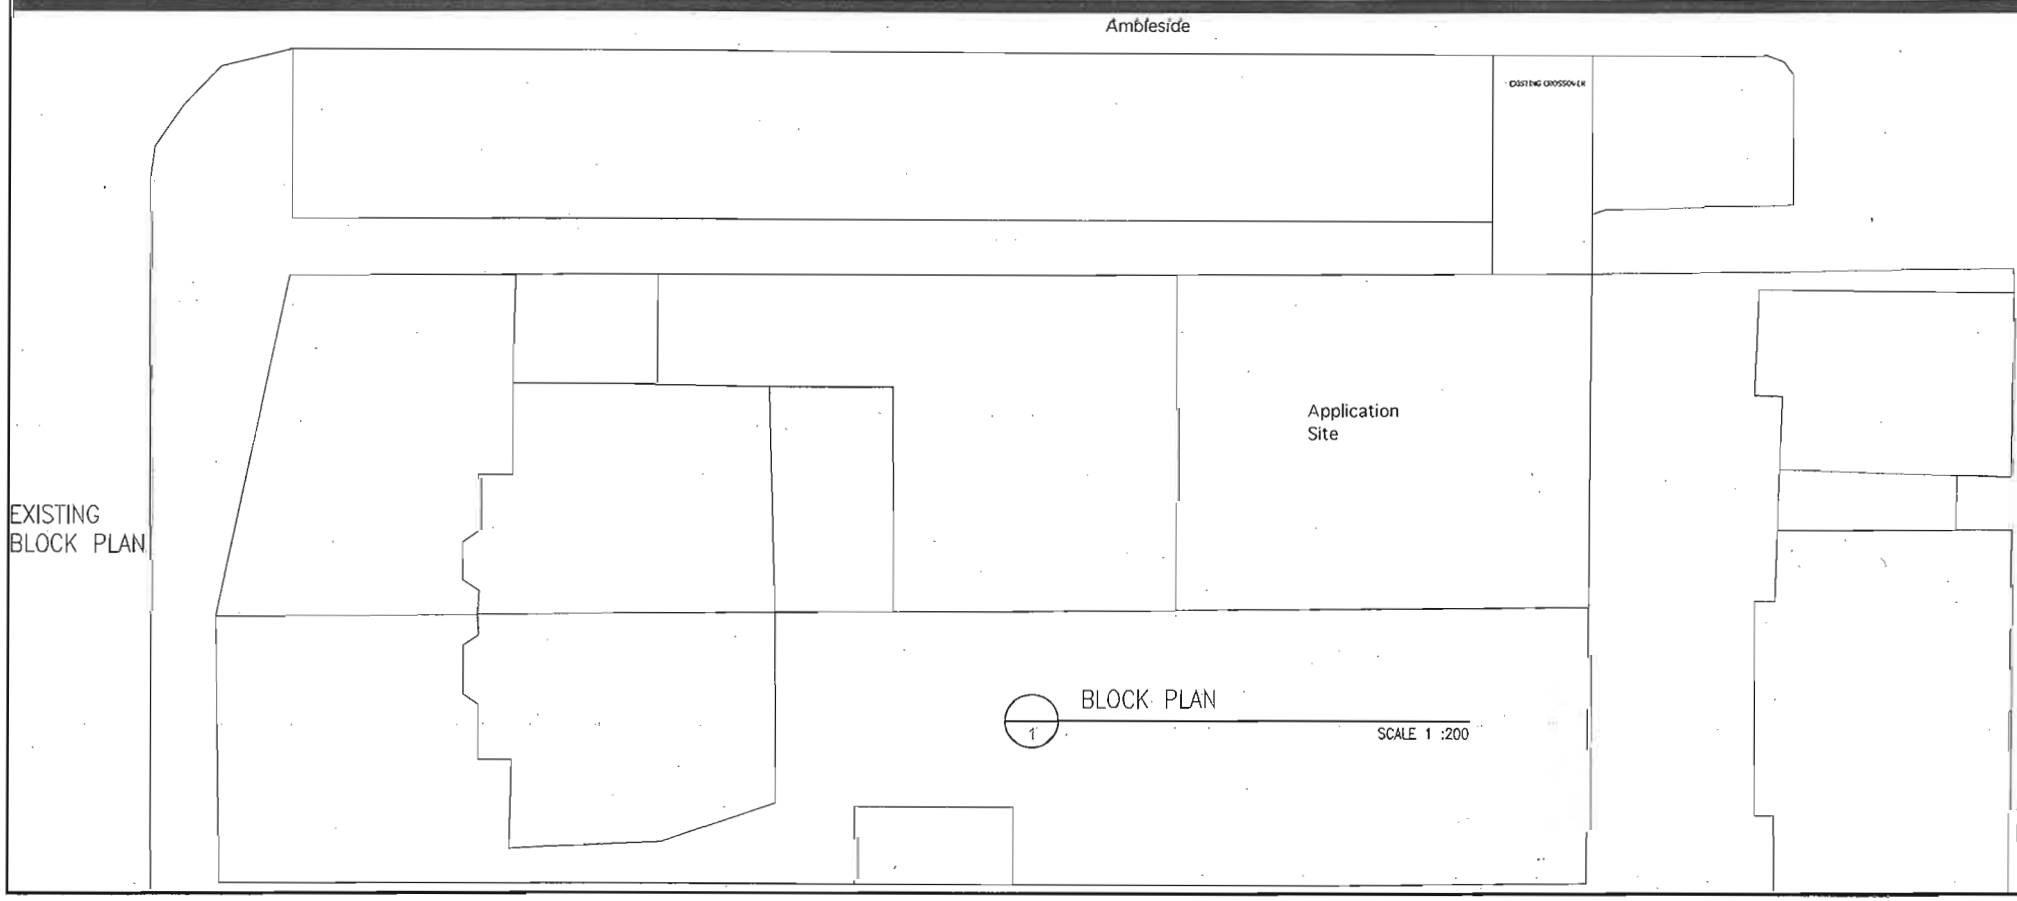 Ambleside
EXISTING CROSSOVER
Application
Site
EXISTING
BLOCK PLAN
BLOCK PLAN
1
SCALE 1 :200